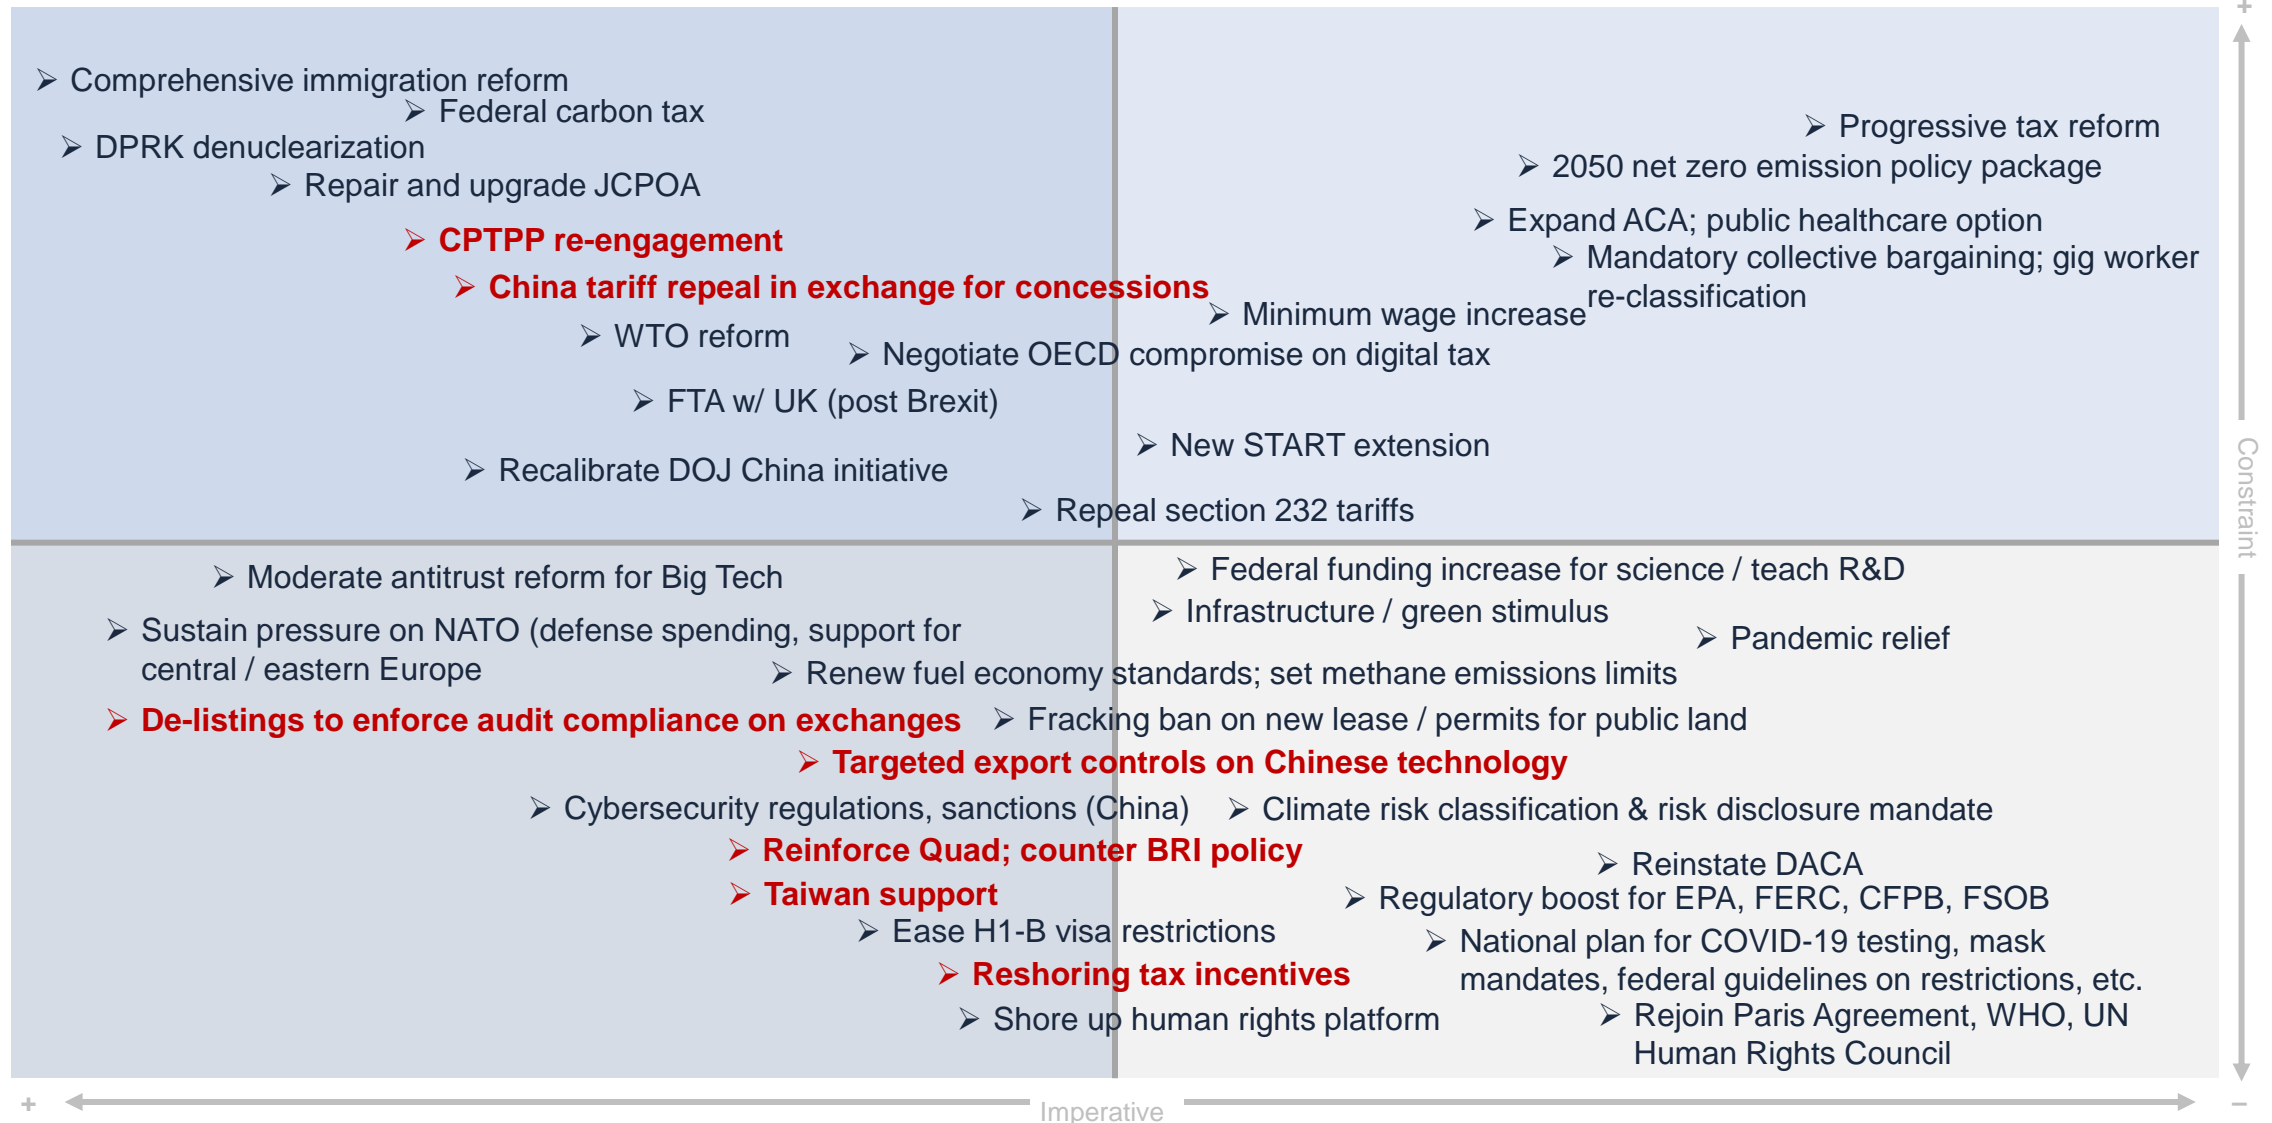 +
➢ Comprehensive immigration reform
➢ Federal carbon tax
➢ DPRK denuclearization
➢ Repair and upgrade JCPOA
➢ CPTPP re-engagement
➢ China tariff repeal in exchange for concessions
➢ WTO reform
➢ Negotiate OECD compromise on digital tax
➢ FTA w/ UK (post Brexit)
➢ Recalibrate DOJ China initiative
➢ Repeal section 232 tariffs
➢ Progressive tax reform
➢ 2050 net zero emission policy package
➢ Expand ACA; public healthcare option
➢ Mandatory collective bargaining; gig worker
re-classification
➢ Minimum wage increase
➢ New START extension
Constraint
➢ Moderate antitrust reform for Big Tech
➢ Sustain pressure on NATO (defense spending, support for
central / eastern Europe
➢ Renew fuel economy standards; set methane emissions limits
➢ De-listings to enforce audit compliance on exchanges
➢ Fracking ban on new lease / permits for public land
➢ Targeted export controls on Chinese technology
➢ Cybersecurity regulations, sanctions (China)
➢ Reinforce Quad; counter BRI policy
➢ Taiwan support
➢ Ease H1-B visa restrictions
➢ Reshoring tax incentives
➢ Shore up human rights platform
➢ Federal funding increase for science / teach R&D
➢ Infrastructure / green stimulus
➢ Pandemic relief
➢ Climate risk classification & risk disclosure mandate
➢ Reinstate DACA
➢ Regulatory boost for EPA, FERC, CFPB, FSOB
➢ National plan for COVID-19 testing, mask
mandates, federal guidelines on restrictions, etc.
➢ Rejoin Paris Agreement, WHO, UN
Human Rights Council
+
Imperative
–